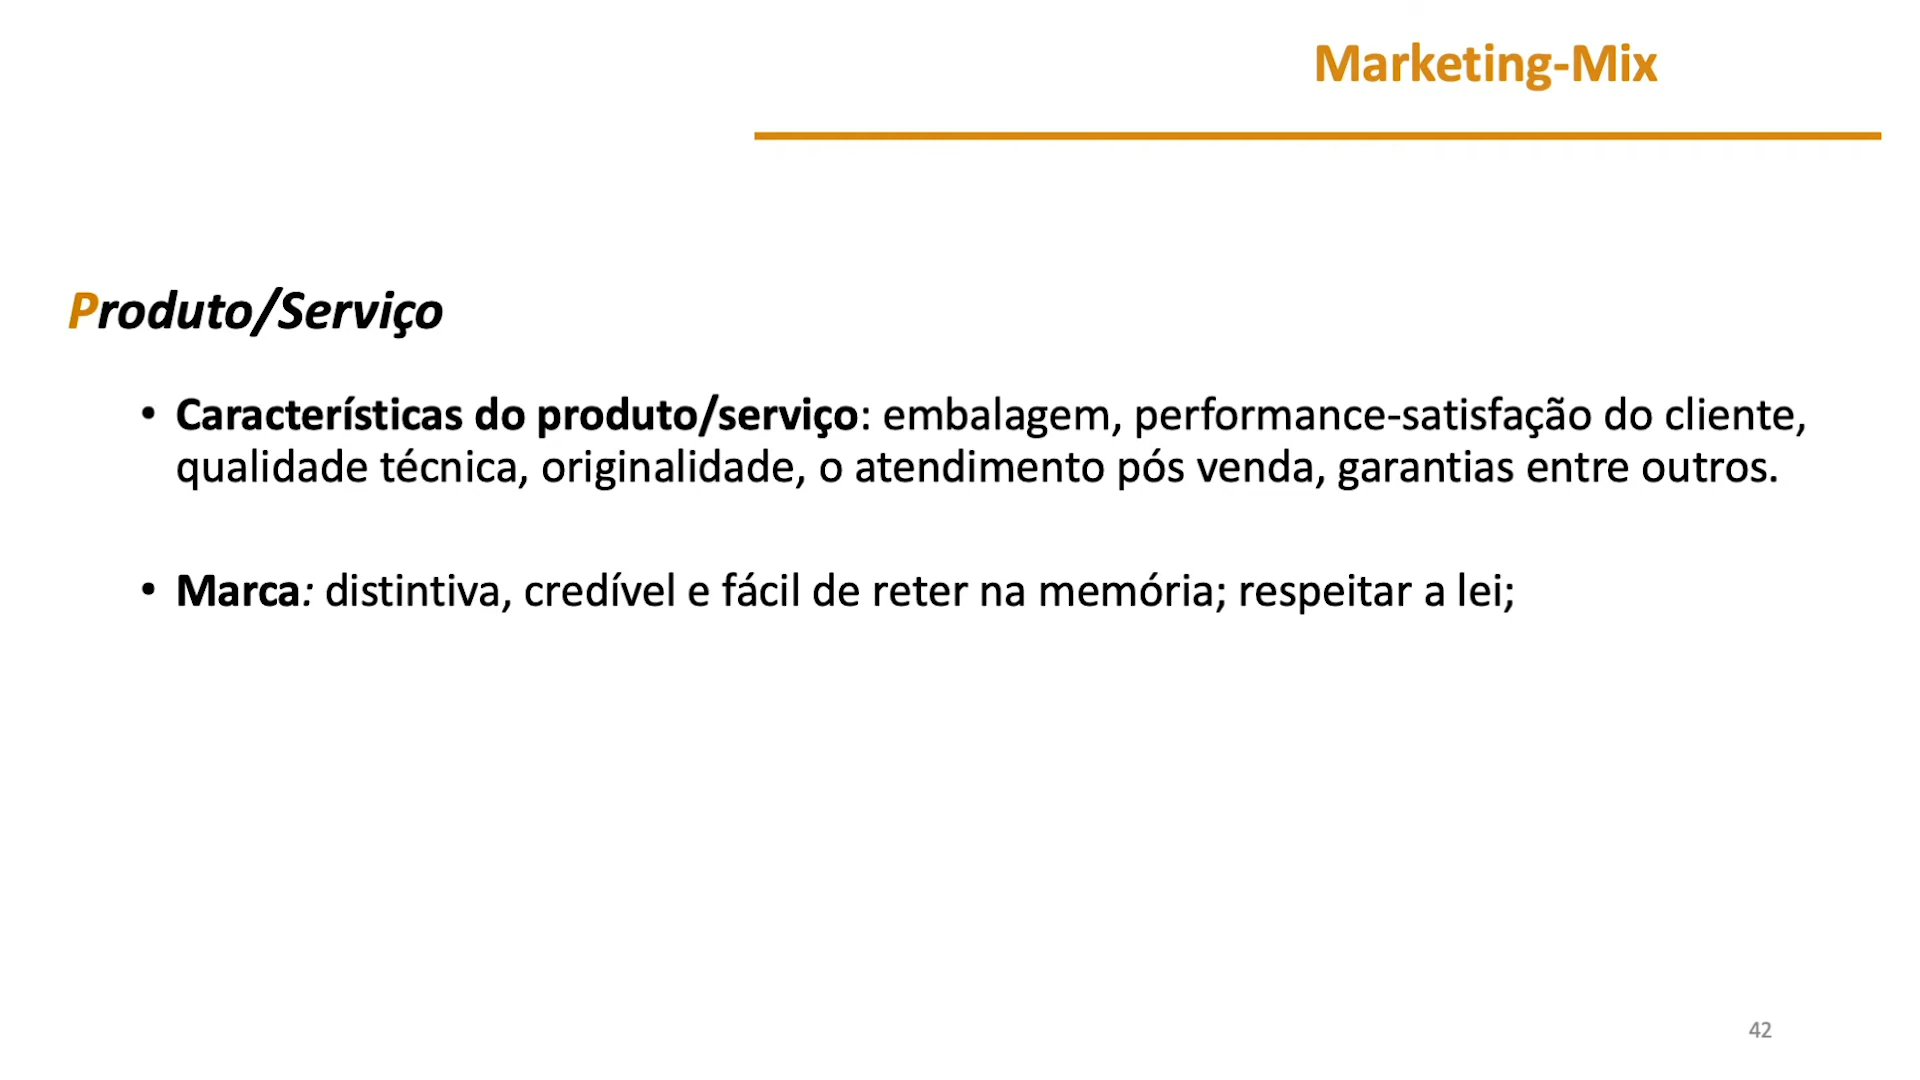 Marketing-Mix
Produto/Serviço
• Características do produto/serviço: embalagem, performance-satisfação do cliente,
qualidade técnica, originalidade, o atendimento pós venda, garantias entre outros.
• Marca: distintiva, credível e fácil de reter na memória; respeitar a lei;
42